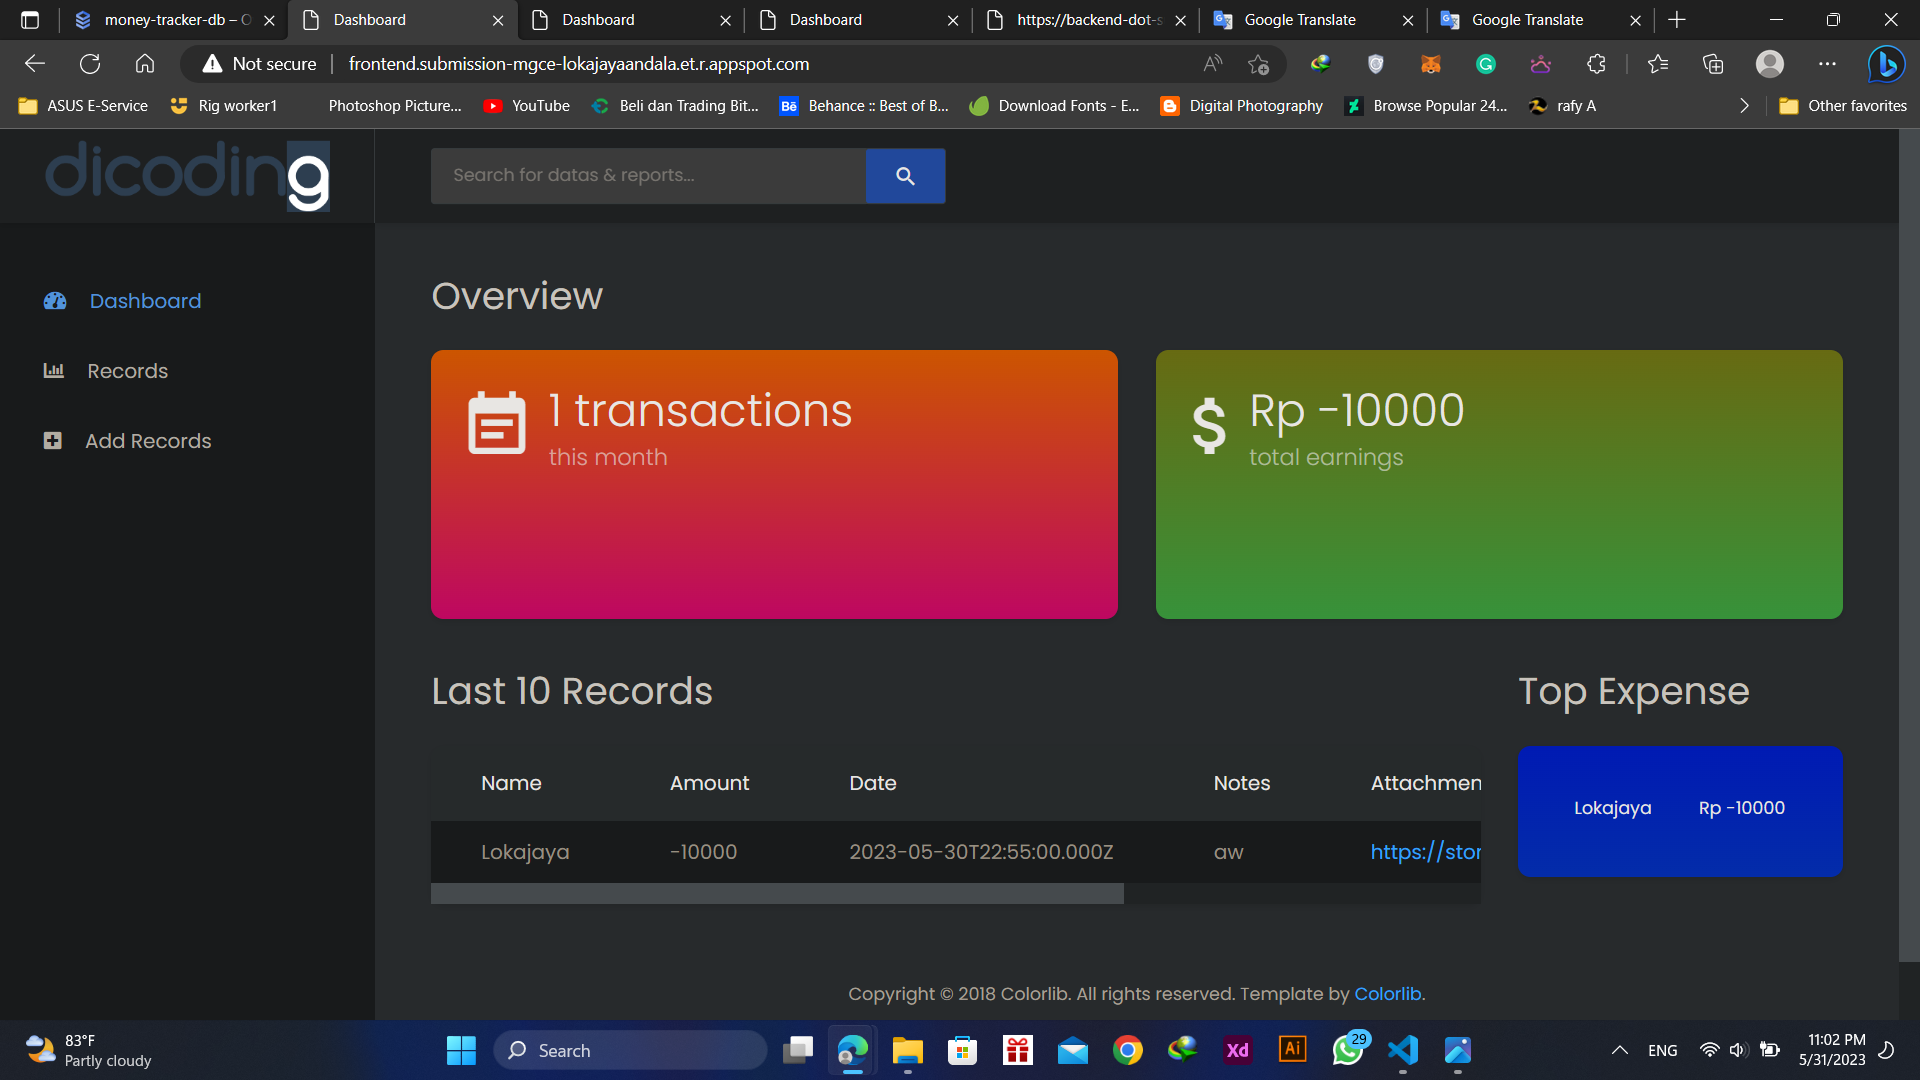 money-tracker-db – O
Dashboard
Dashboard
Dashboard
https://backend-dot-s
Google Translate
Google Translate
Not secure
frontend.submission-mgce-lokajayaandala.et.r.appspot.com
ASUS E-Service
Rig worker1
Photoshop Picture...
YouTube
Beli dan Trading Bit...
Bē
Behance :: Best of B...
Download Fonts - E...
Digital Photography
Browse Popular 24...
rafy A
Other favorites
dicoding
Search for datas & reports...
Dashboard
Records
Add Records
Overview
1 transactions
this month
$
Rp -10000
total earnings
Last 10 Records
Top Expense
Name Amount Date Notes Attachmen
Lokajaya -10000 2023-05-30T22:55:00.000Z aw https://stor
Lokajaya Rp -10000
Copyright © 2018 Colorlib. All rights reserved. Template by Colorlib.
83°F
Partly cloudy
Search
Xd
Ai
29
ENG
11:02 PM
5/31/2023